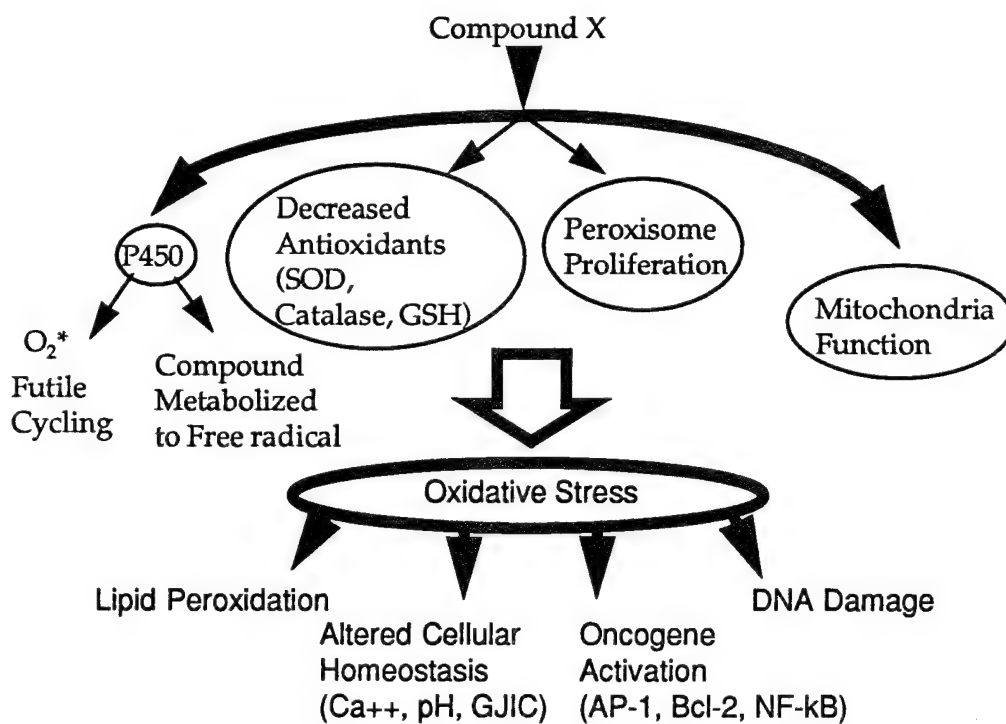 Compound X
P450
Decreased
Antioxidants
(SOD,
Catalase, GSH)
Peroxisome
Proliferation
Mitochondria
Function
O₂*
Futile
Cycling
Compound
Metabolized
to Free radical
Oxidative Stress
Lipid Peroxidation
Altered Cellular
Homeostasis
(Ca++, pH, GJIC)
Oncogene
Activation
(AP-1, Bcl-2, NF-kB)
DNA Damage